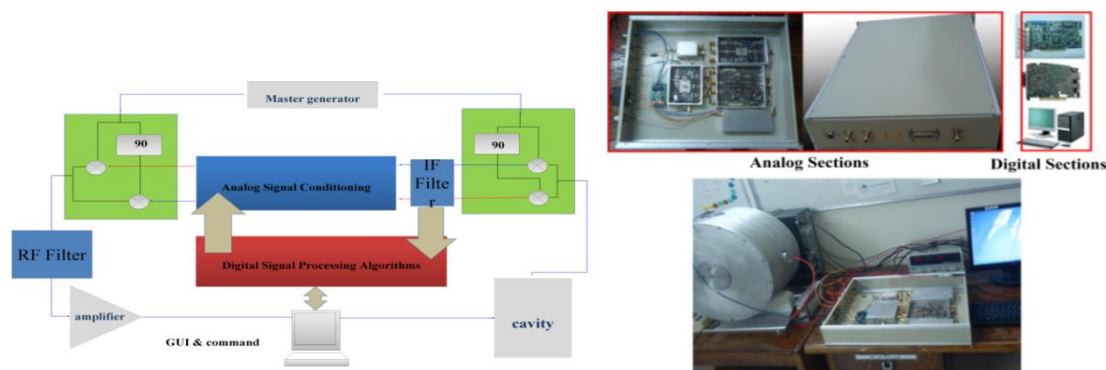 Master generator
90
90
Analog Signal Conditioning
IF
Filte
r
RF Filter
Digital Signal Processing Algorithms
amplifier
GUI & command
cavity
Analog Sections
Digital Sections